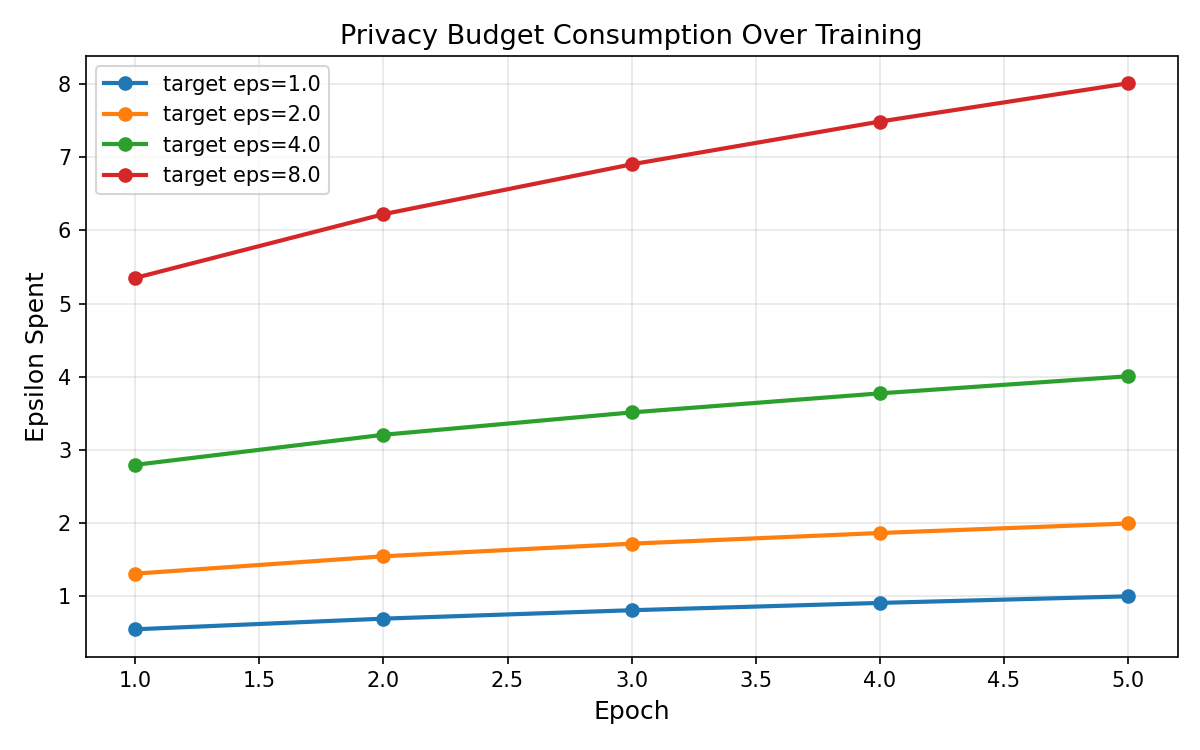 Privacy Budget Consumption Over Training
target eps=1.0
target eps=2.0
target eps=4.0
target eps=8.0
8
7
6
5
4
3
2
1
Epsilon Spent
1.0 1.5 2.0 2.5 3.0 3.5 4.0 4.5 5.0
Epoch